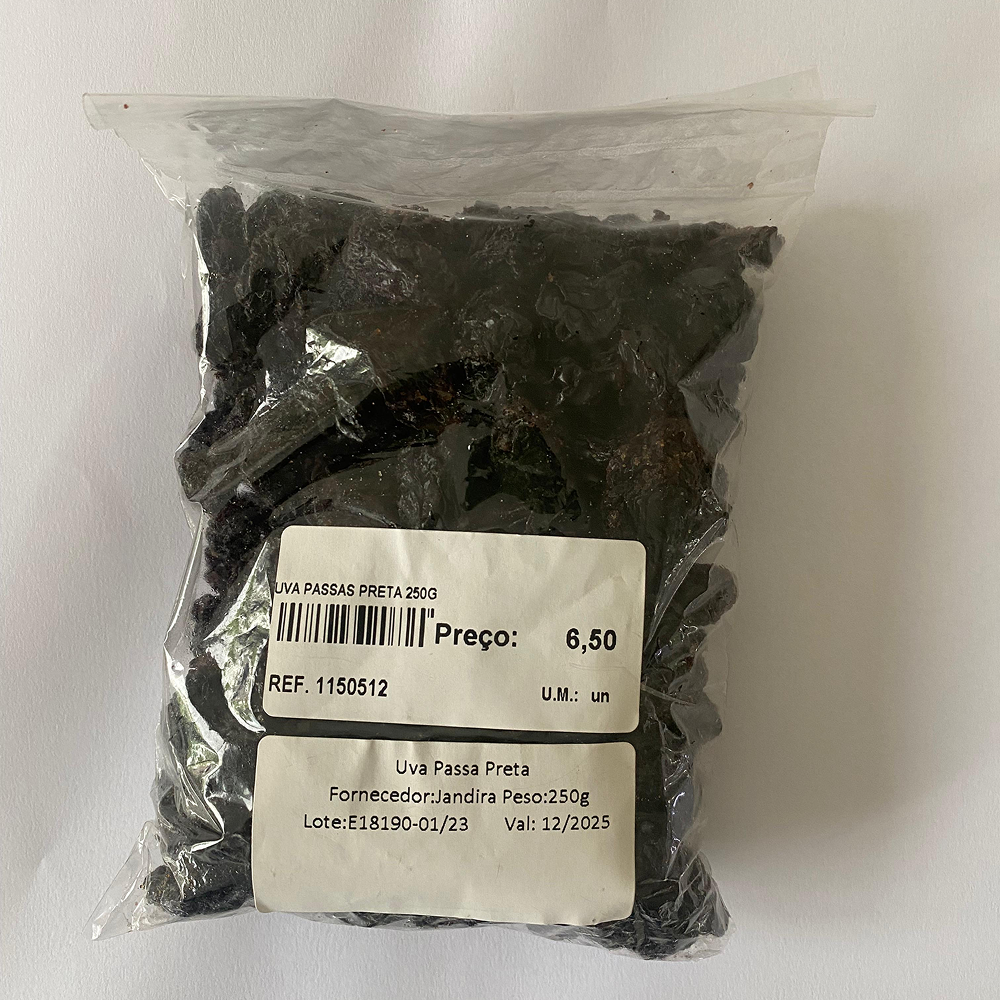 UVA PASSAS PRETA 250G
Preço: 6,50
REF. 1150512 U.M.: un
Uva Passa Preta
Fornecedor:Jandira Peso:250g
Lote:E18190-01/23 Val: 12/2025